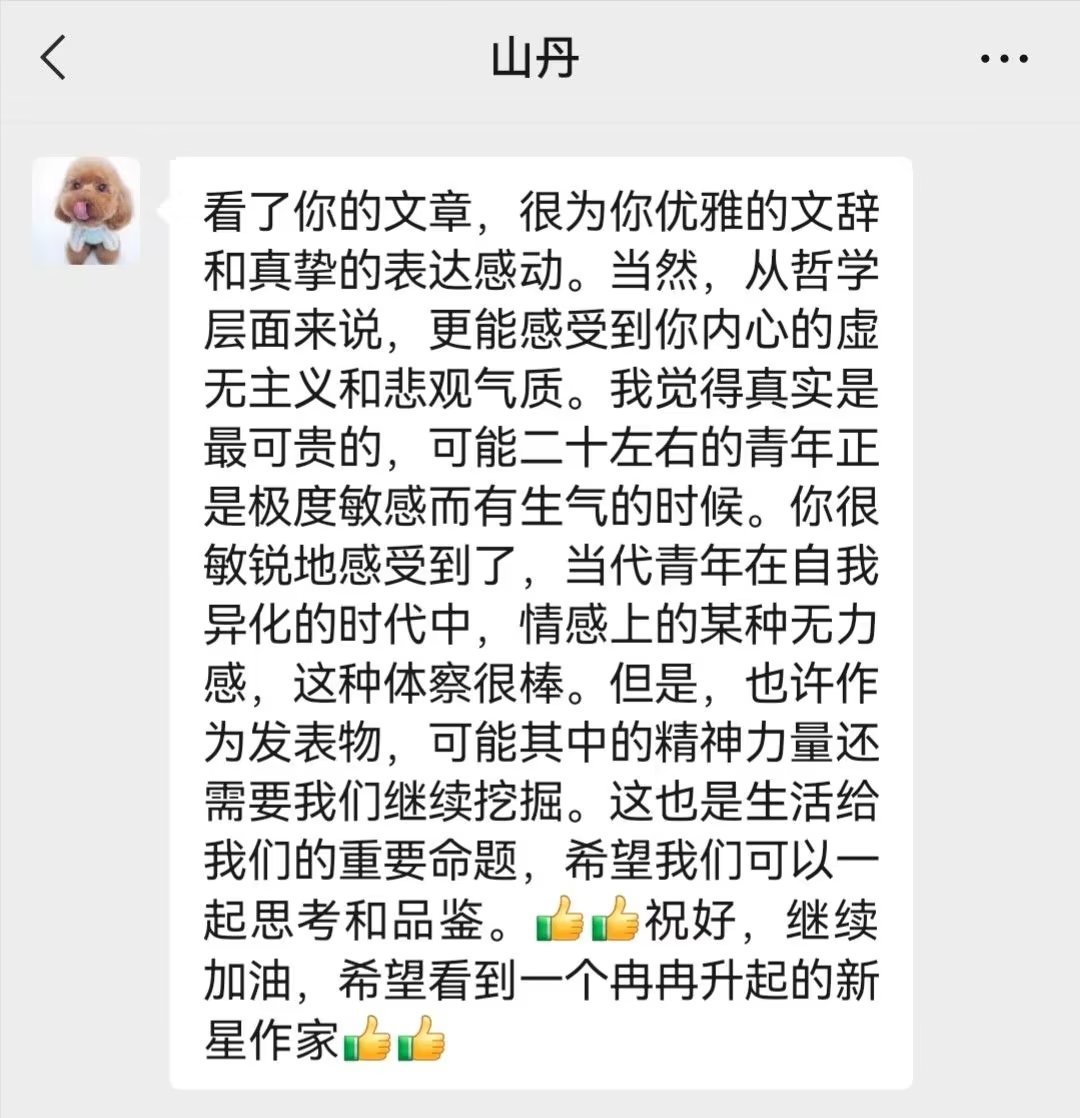 山丹
看了你的文章，很为你优雅的文辞
和真挚的表达感动。当然，从哲学
层面来说，更能感受到你内心的虚
无主义和悲观气质。我觉得真实是
最可贵的，可能二十左右的青年正
是极度敏感而有生气的时候。你很
敏锐地感受到了，当代青年在自我
异化的时代中，情感上的某种无力
感，这种体察很棒。但是，也许作
为发表物，可能其中的精神力量还
需要我们继续挖掘。这也是生活给
我们的重要命题，希望我们可以一
起思考和品鉴。👍👍祝好，继续
加油，希望看到一个冉冉升起的新
星作家👍👍